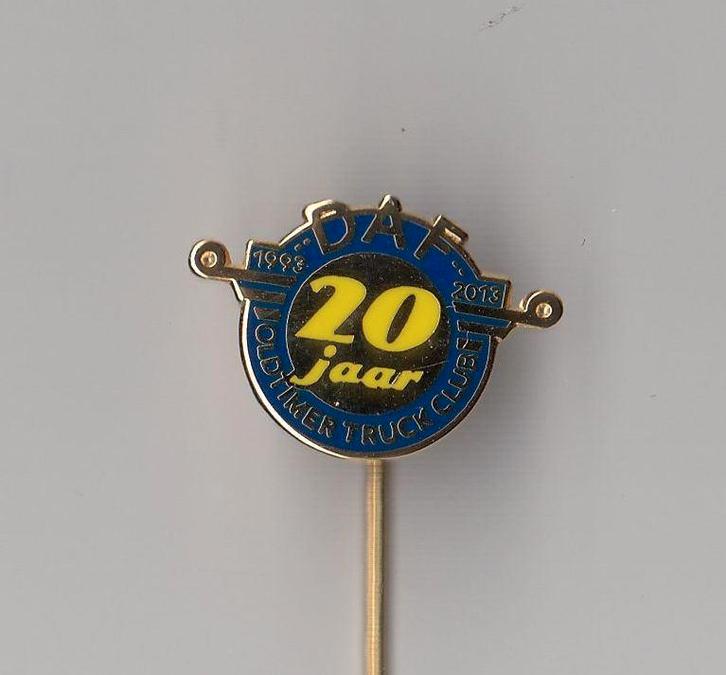 DAF
1993
2013
20
jaar
OLDTIMER TRUCK CLUB